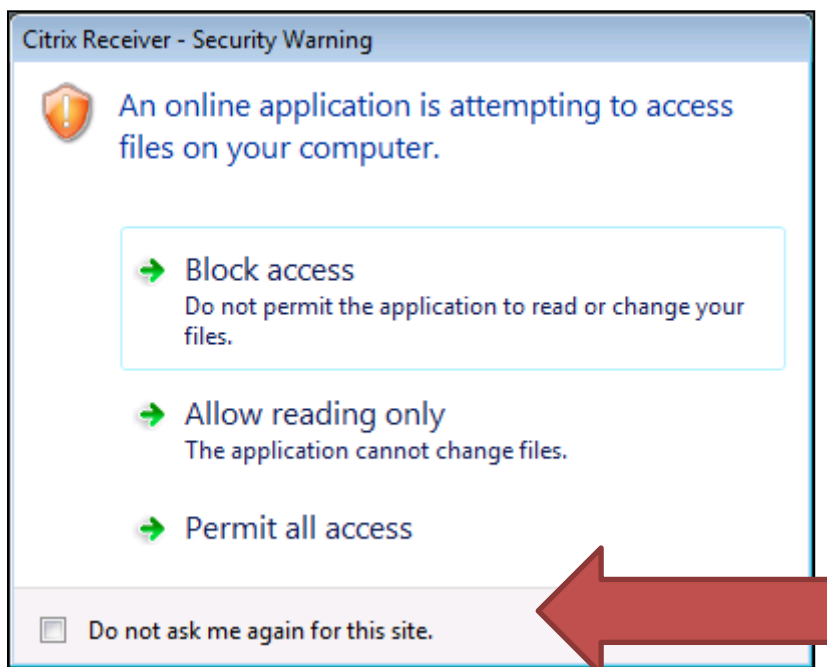 Citrix Receiver - Security Warning
An online application is attempting to access
files on your computer.
Block access
Do not permit the application to read or change your
files.
Allow reading only
The application cannot change files.
Permit all access
Do not ask me again for this site.